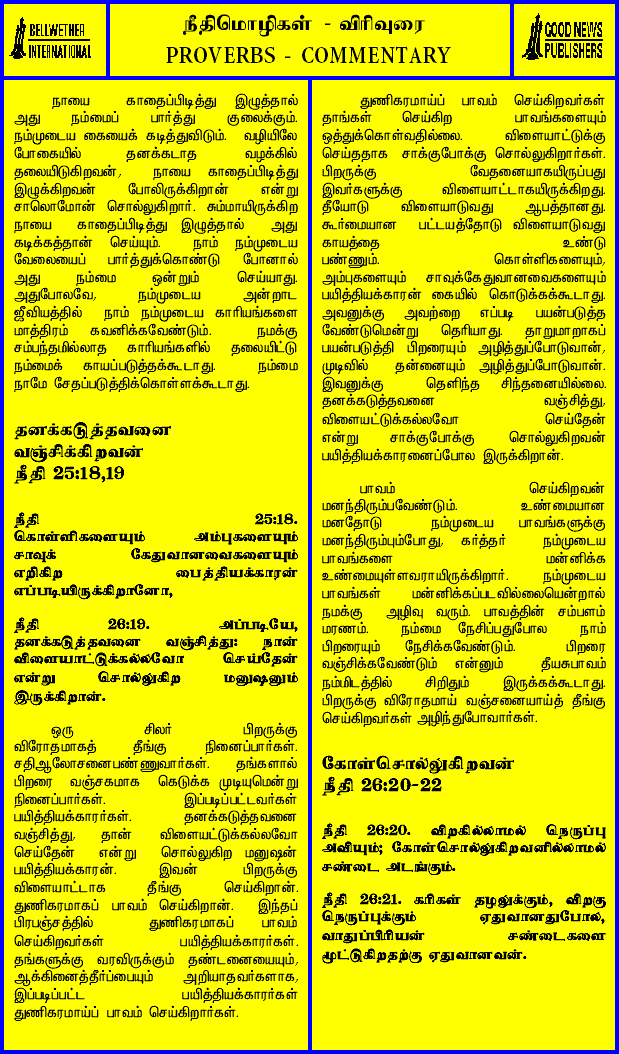 BELLWETHER
INTERNATIONAL
நீதிமொழிகள் - விரிவுரை
PROVERBS - COMMENTARY
GOOD NEWS
PUBLISHERS
நாயை காதைப்பிடித்து இழுத்தால்
அது நம்மைப் பார்த்து குலைக்கும்.
நம்முடைய கையைக் கடித்துவிடும். வழியிலே
போகையில் தனக்கடாத வழக்கில்
தலையிடுகிறவன், நாயை காதைப்பிடித்து
இழுக்கிறவன் போலிருக்கிறான் என்று
சாலொமோன் சொல்லுகிறார். சும்மாயிருக்கிற
நாயை காதைப்பிடித்து இழுத்தால் அது
கடிக்கத்தான் செய்யும். நாம் நம்முடைய
வேலையைப் பார்த்துக்கொண்டு போனால்
அது நம்மை ஒன்றும் செய்யாது.
அதுபோலவே, நம்முடைய அன்றாட
ஜீவியத்தில் நாம் நம்முடைய காரியங்களை
மாத்திரம் கவனிக்கவேண்டும். நமக்கு
சம்பந்தமில்லாத காரியங்களில் தலையிட்டு
நம்மைக் காயப்படுத்தக்கூடாது. நம்மை
நாமே சேதப்படுத்திக்கொள்ளக்கூடாது.
தனக்கடுத்தவனை
வஞ்சிக்கிறவன்
நீதி 25:18,19
நீதி 25:18.
கொள்ளிகளையும் அம்புகளையும்
சாவுக் கேதுவானவைகளையும்
எறிகிற பைத்தியக்காரன்
எப்படியிருக்கிறானோ,
நீதி 26:19. அப்படியே,
தனக்கடுத்தவனை வஞ்சித்து: நான்
விளையாட்டுக்கல்லவோ செய்தேன்
என்று சொல்லுகிற மனுஷனும்
இருக்கிறான்.
ஒரு சிலர் பிறருக்கு
விரோதமாகத் தீங்கு நினைப்பார்கள்.
சதிஆலோசனைபண்ணுவார்கள். தங்களால்
பிறரை வஞ்சகமாக கெடுக்க முடியுமென்று
நினைப்பார்கள். இப்படிப்பட்டவர்கள்
பயித்தியக்காரர்கள். தனக்கடுத்தவனை
வஞ்சித்து, தான் விளையட்டுக்கல்லவோ
செய்தேன் என்று சொல்லுகிற மனுஷன்
பயித்தியக்காரன். இவன் பிறருக்கு
விளையாட்டாக தீங்கு செய்கிறான்.
துணிகரமாகப் பாவம் செய்கிறான். இந்தப்
பிரபஞ்சத்தில் துணிகரமாகப் பாவம்
செய்கிறவர்கள் பயித்தியக்காரர்கள்.
தங்களுக்கு வரவிருக்கும் தண்டனையையும்,
ஆக்கினைத்தீர்ப்பையும் அறியாதவர்களாக,
இப்படிப்பட்ட பயித்தியக்காரர்கள்
துணிகரமாய்ப் பாவம் செய்கிறார்கள்.
துணிகரமாய்ப் பாவம் செய்கிறவர்கள்
தாங்கள் செய்கிற பாவங்களையும்
ஒத்துக்கொள்வதில்லை. விளையாட்டுக்கு
செய்ததாக சாக்குபோக்கு சொல்லுகிறார்கள்.
பிறருக்கு வேதனையாகயிருப்பது
இவர்களுக்கு விளையாட்டாகயிருக்கிறது.
தீயோடு விளையாடுவது ஆபத்தானது.
கூர்மையான பட்டயத்தோடு விளையாடுவது
காயத்தை உண்டு
பண்ணும். கொள்ளிகளையும்,
அம்புகளையும் சாவுக்கேதுவானவைகளையும்
பயித்தியக்காரன் கையில் கொடுக்கக்கூடாது.
அவனுக்கு அவற்றை எப்படி பயன்படுத்த
வேண்டுமென்று தெரியாது. தாறுமாறாகப்
பயன்படுத்தி பிறரையும் அழித்துப்போடுவான்,
முடிவில் தன்னையும் அழித்துப்போடுவான்.
இவனுக்கு தெளிந்த சிந்தனையில்லை.
தனக்கடுத்தவனை வஞ்சித்து,
விளையட்டுக்கல்லவோ செய்தேன்
என்று சாக்குபோக்கு சொல்லுகிறவன்
பயித்தியக்காரனைப்போல இருக்கிறான்.
பாவம் செய்கிறவன்
மனந்திரும்பவேண்டும். உண்மையான
மனதோடு நம்முடைய பாவங்களுக்கு
மனந்திரும்பும்போது, கர்த்தர் நம்முடைய
பாவங்களை மன்னிக்க
உண்மையுள்ளவராயிருக்கிறார். நம்முடைய
பாவங்கள் மன்னிக்கப்படவில்லையென்றால்
நமக்கு அழிவு வரும். பாவத்தின் சம்பளம்
மரணம். நம்மை நேசிப்பதுபோல நாம்
பிறரையும் நேசிக்கவேண்டும். பிறரை
வஞ்சிக்கவேண்டும் என்னும் தீயசுபாவம்
நம்மிடத்தில் சிறிதும் இருக்கக்கூடாது.
பிறருக்கு விரோதமாய் வஞ்சனையாய்த் தீங்கு
செய்கிறவர்கள் அழிந்துபோவார்கள்.
கோள்சொல்லுகிறவன்
நீதி 26:20-22
நீதி 26:20. விறகில்லாமல் நெருப்பு
அவியும்; கோள்சொல்லுகிறவனில்லாமல்
சண்டை அடங்கும்.
நீதி 26:21. கரிகள் தழலுக்கும், விறகு
நெருப்புக்கும் ஏதுவானதுபோல,
வாதுப்பிரியன் சண்டைகளை
மூட்டுகிறதற்கு ஏதுவானவன்.